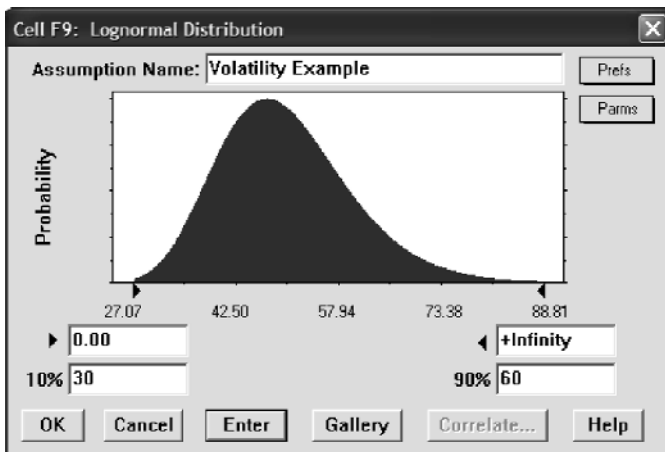 Cell F9: Lognormal Distribution
Assumption Name: Volatility Example
Prefs
Parms
Probability
27.07 42.50 57.94 73.38 88.81
0.00 +Infinity
10% 30 90% 60
OK Cancel Enter Gallery Correlate... Help